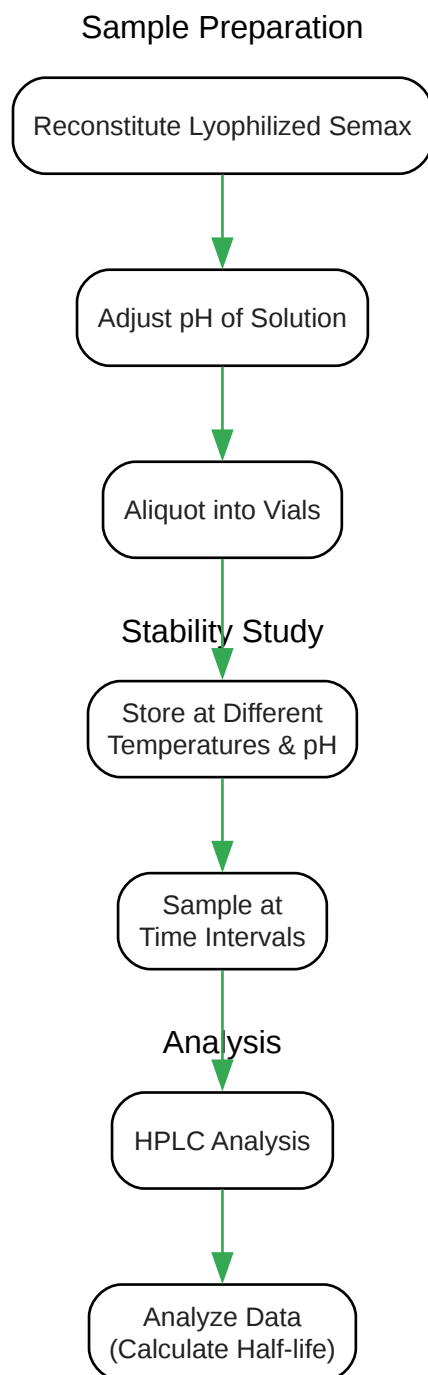 Sample Preparation
Reconstitute Lyophilized Semax
Adjust pH of Solution
Aliquot into Vials
Stability Study
Store at Different
Temperatures & pH
Sample at
Time Intervals
Analysis
HPLC Analysis
Analyze Data
(Calculate Half-life)